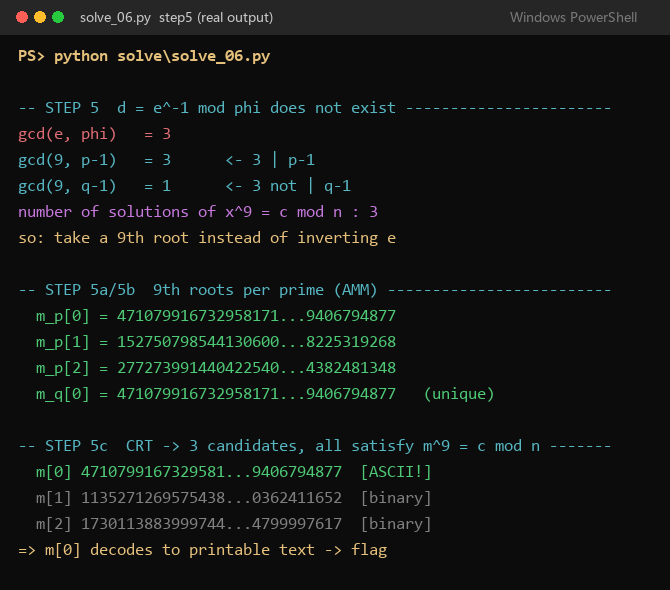 solve_06.py  step5 (real output)
Windows PowerShell
PS> python solve\solve_06.py
-- STEP 5  d = e^-1 mod phi does not exist -----------------------
gcd(e, phi)   = 3
gcd(9, p-1)   = 3      <- 3 | p-1
gcd(9, q-1)   = 1      <- 3 not | q-1
number of solutions of x^9 = c mod n : 3
so: take a 9th root instead of inverting e
-- STEP 5a/5b  9th roots per prime (AMM) -------------------------
m_p[0] = 471079916732958171...9406794877
m_p[1] = 152750798544130600...8225319268
m_p[2] = 277273991440422540...4382481348
m_q[0] = 471079916732958171...9406794877   (unique)
-- STEP 5c  CRT -> 3 candidates, all satisfy m^9 = c mod n -------
m[0] 4710799167329581...9406794877  [ASCII!]
m[1] 1135271269575438...0362411652  [binary]
m[2] 1730113883999744...4799997617  [binary]
=> m[0] decodes to printable text -> flag